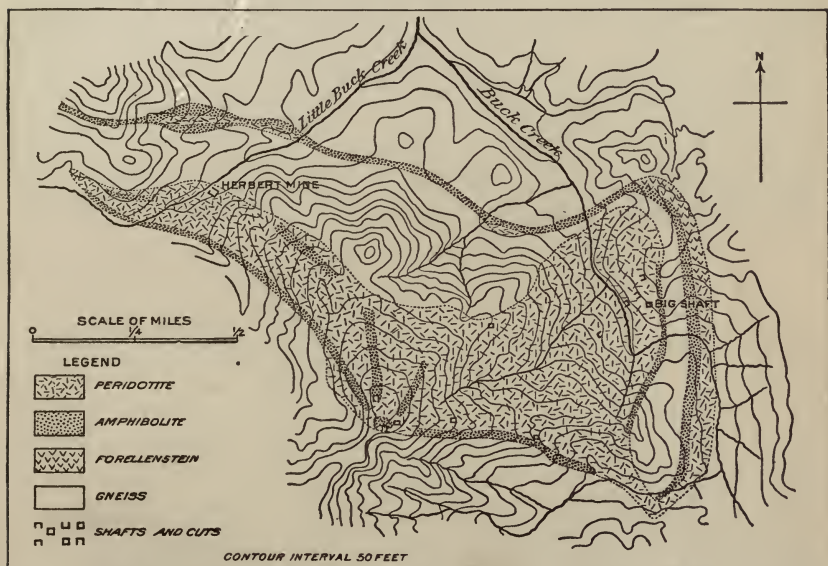 N
Little Buck Creek
Buck Creek
HERBERT MINE
BIG SHAFT
SCALE OF MILES
0 1/4 1/2
LEGEND
PERIDOTITE
AMPHIBOLITE
FORELLENSTEIN
GNEISS
SHAFTS AND CUTS
CONTOUR INTERVAL 50 FEET